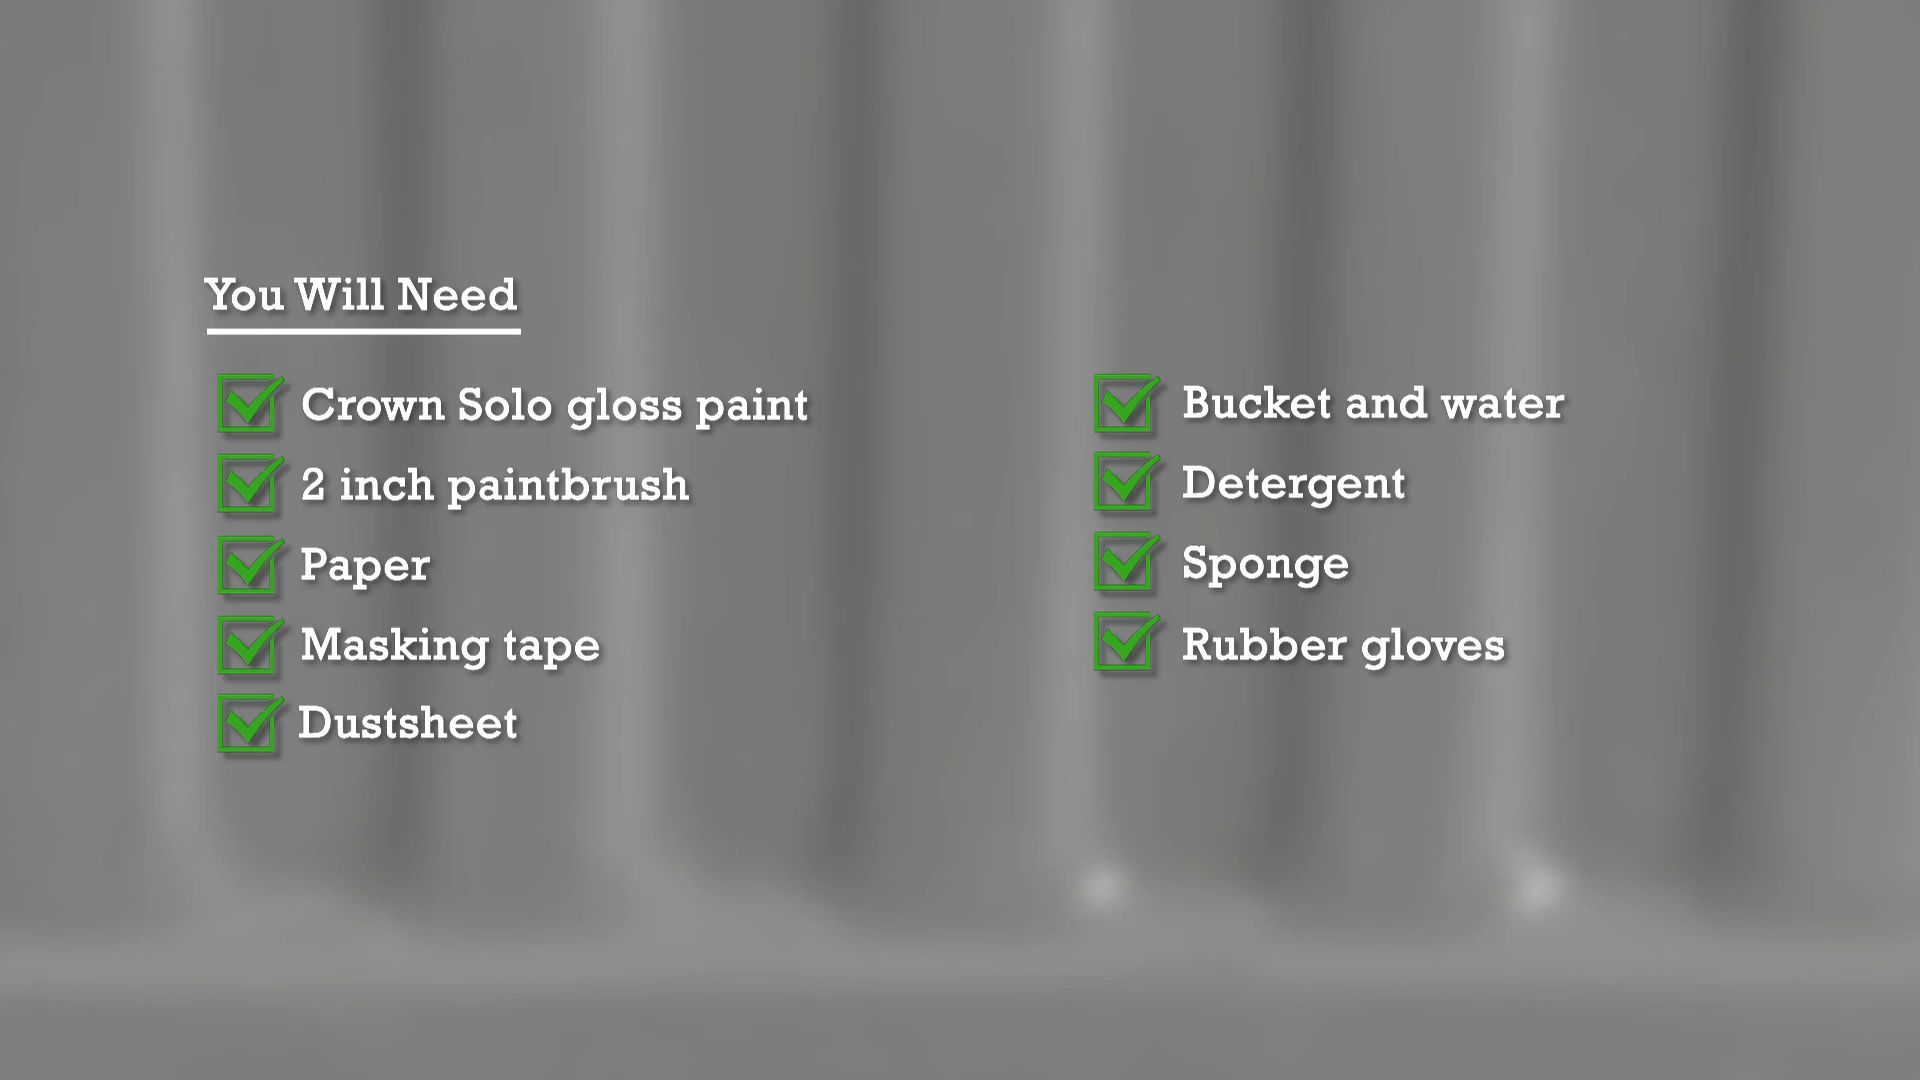 You Will Need
Crown Solo gloss paint
2 inch paintbrush
Paper
Masking tape
Dustsheet
Bucket and water
Detergent
Sponge
Rubber gloves